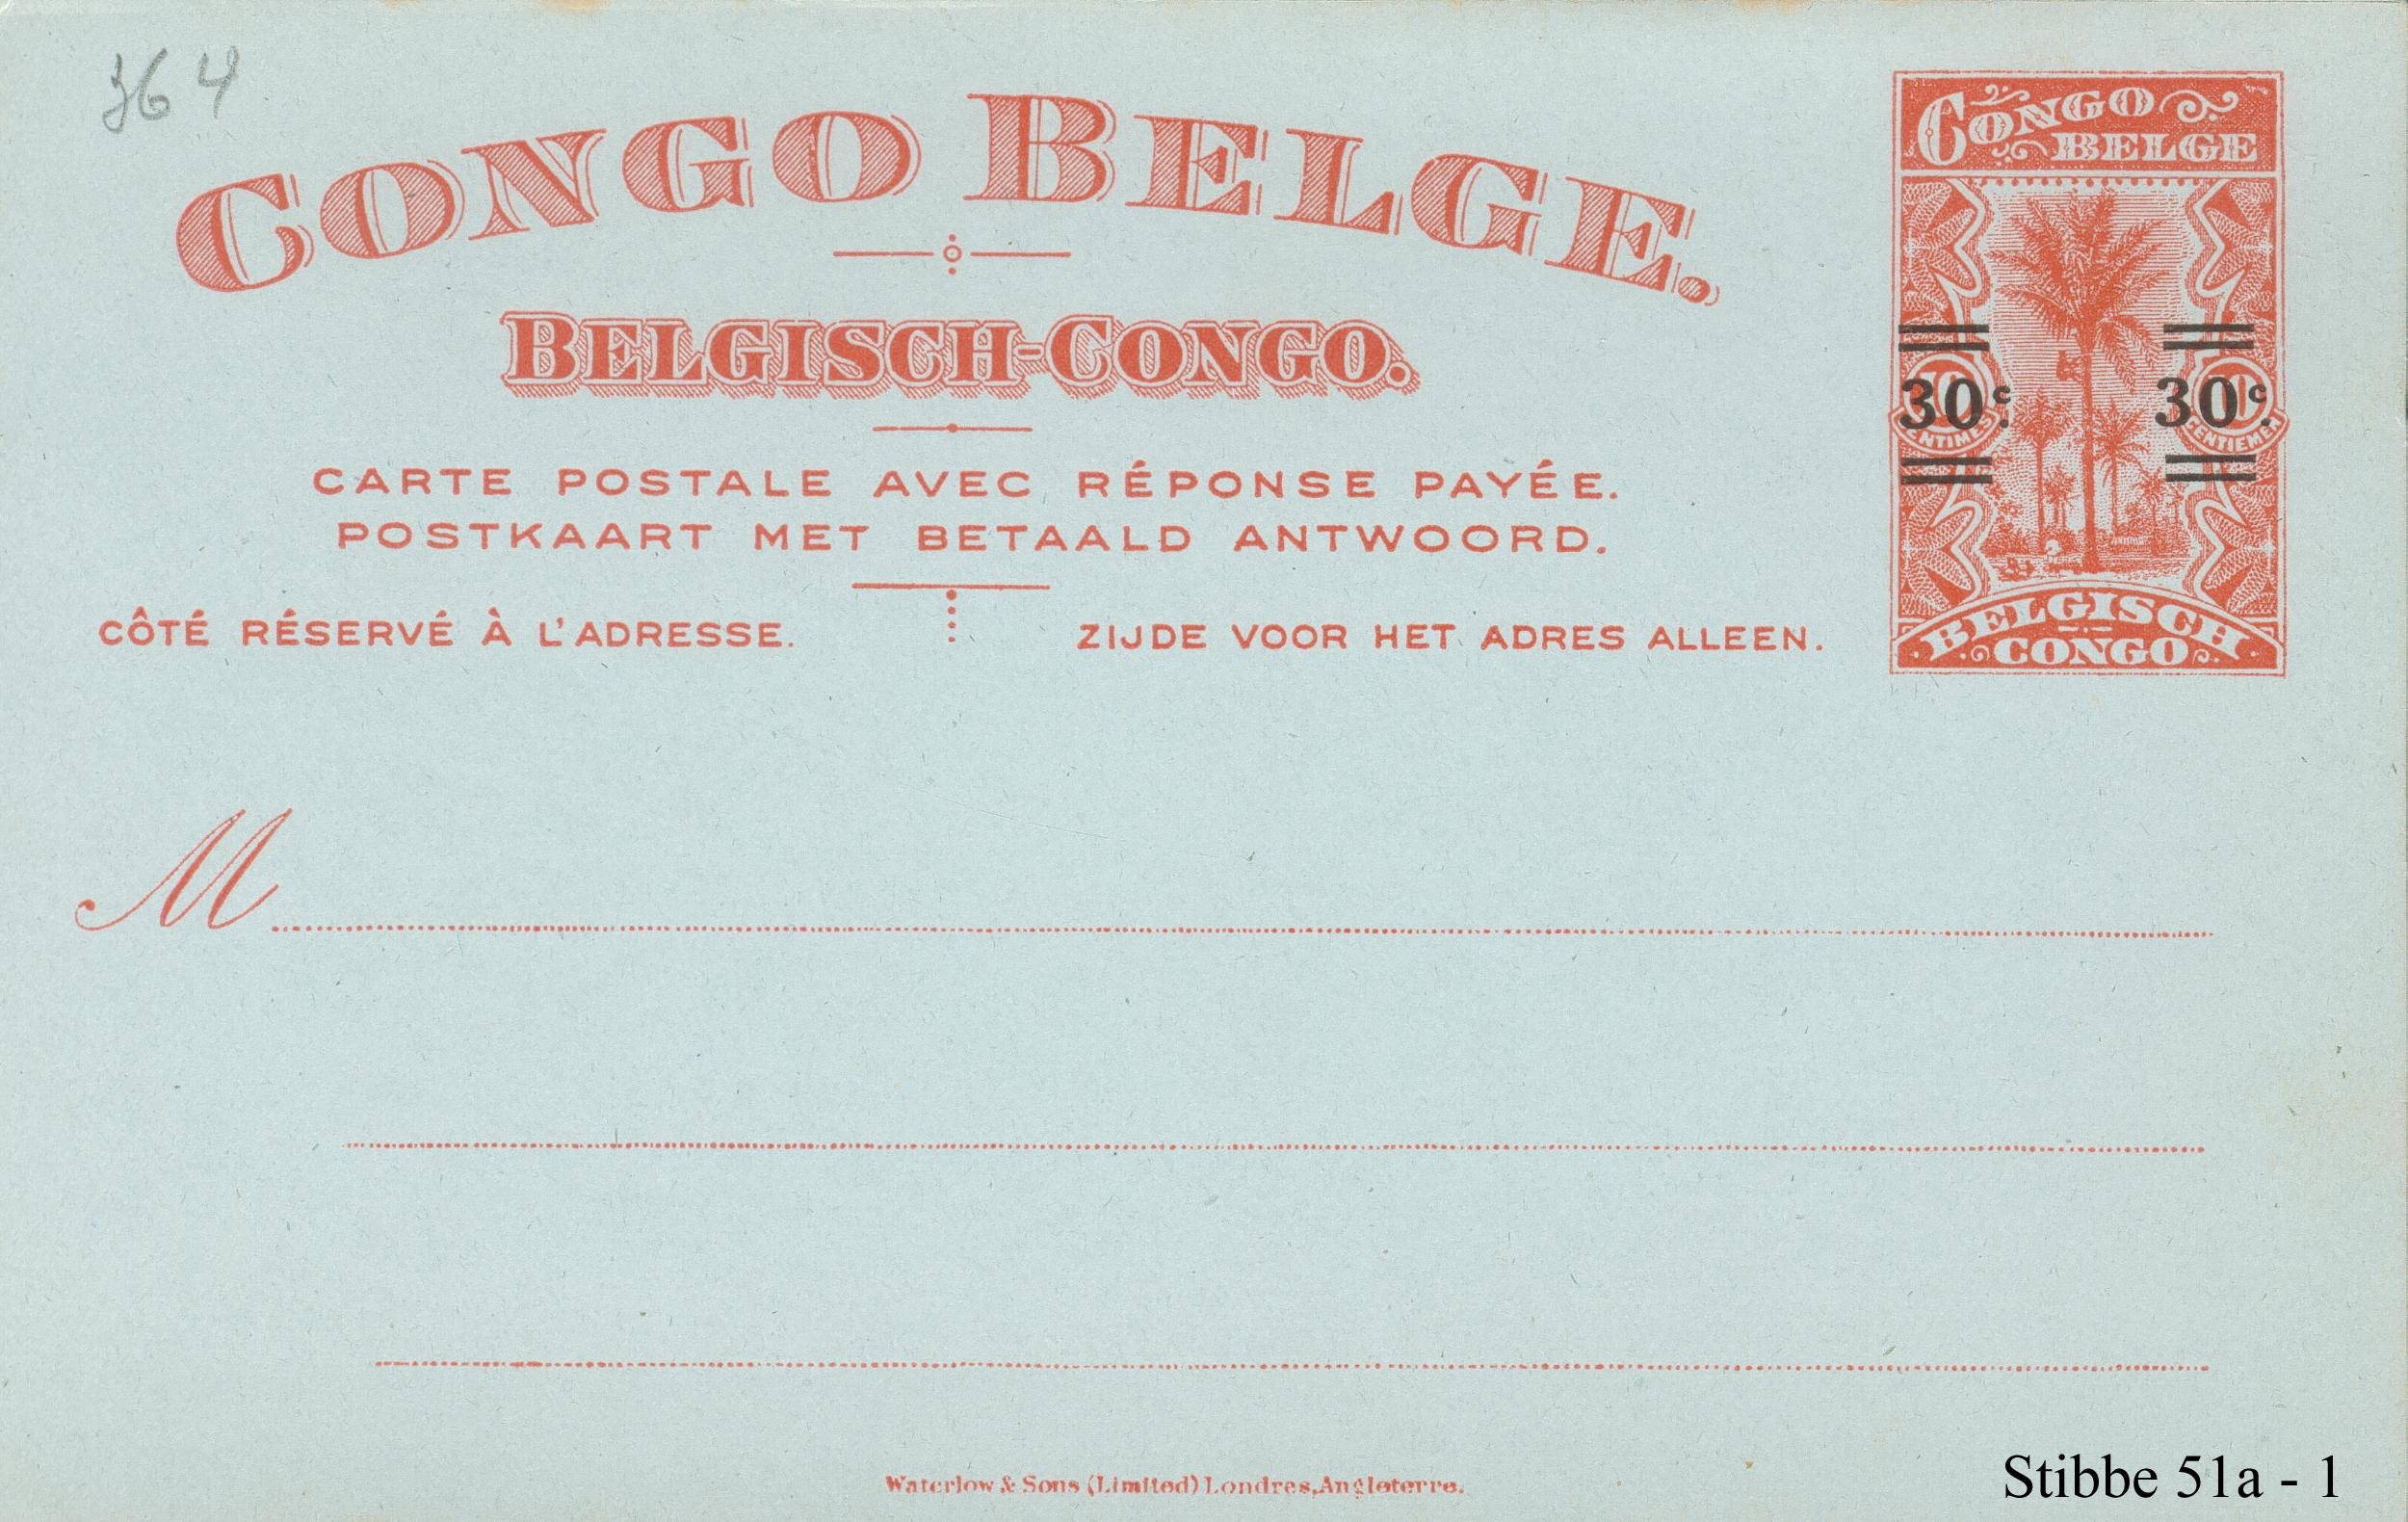 364
CONGO BELGE.
BELGISCH-CONGO.
CARTE POSTALE AVEC RÉPONSE PAYÉE.
POSTKAART MET BETAALD ANTWOORD.
CÔTÉ RÉSERVÉ À L'ADRESSE.
ZIJDE VOOR HET ADRES ALLEEN.
CONGO
BELGE
30c. 30c.
BELGISCH
CONGO
M
Waterlow & Sons (Limited) Londres, Angleterre.
Stibbe 51a - 1